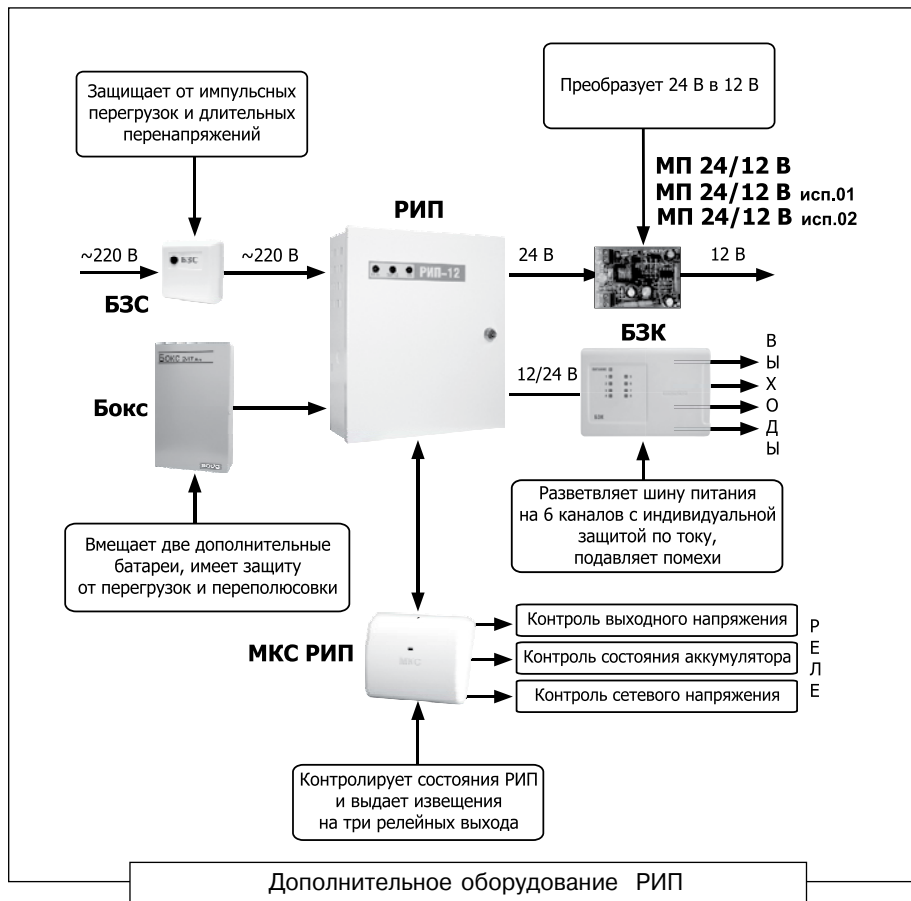 Защищает от импульсных
перегрузок и длительных
перенапряжений
Преобразует 24 В в 12 В
МП 24/12 В
МП 24/12 В исп.01
МП 24/12 В исп.02
РИП
~220 В
БЗС
~220 В
РИП-12
24 В
12 В
БЗС
БЗК
БОКС
Бокс
12/24 В
БЗК
В
Ы
Х
О
Д
Ы
Вмещает две дополнительные
батареи, имеет защиту
от перегрузок и переполюсовки
Разветвляет шину питания
на 6 каналов с индивидуальной
защитой по току,
подавляет помехи
МКС РИП
МКС
Контроль выходного напряжения
Контроль состояния аккумулятора
Контроль сетевого напряжения
Р
Е
Л
Е
Контролирует состояния РИП
и выдает извещения
на три релейных выхода
Дополнительное оборудование РИП